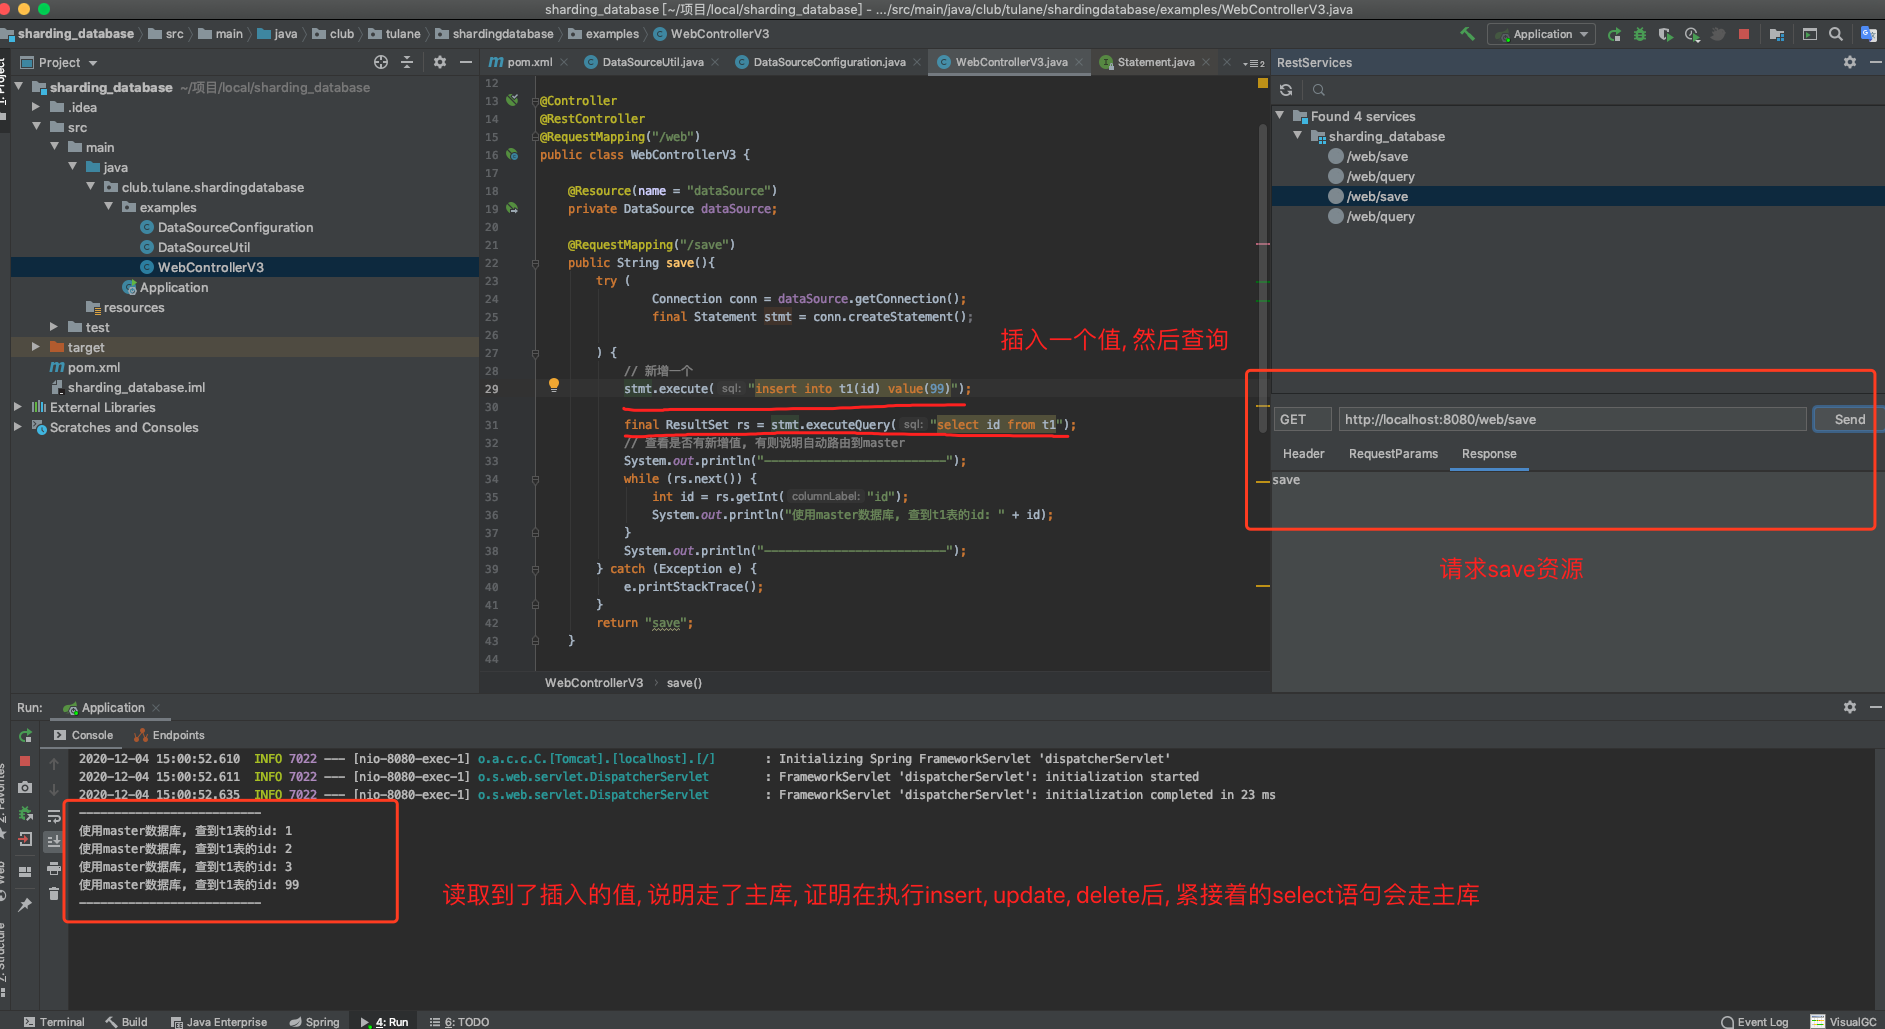 sharding_database [~/项目/local/sharding_database] - .../src/main/java/club/tulane/shardingdatabase/examples/WebControllerV3.java
sharding_database src main java club tulane shardingdatabase examples WebControllerV3
Application
Project
sharding_database ~/项目/local/sharding_database
.idea
src
main
java
club.tulane.shardingdatabase
examples
DataSourceConfiguration
DataSourceUtil
WebControllerV3
Application
resources
test
target
pom.xml
sharding_database.iml
External Libraries
Scratches and Consoles
pom.xml DataSourceUtil.java DataSourceConfiguration.java WebControllerV3.java Statement.java
12
13 @Controller
14 @RestController
15 @RequestMapping("/web")
16 public class WebControllerV3 {
17
18 @Resource(name = "dataSource")
19 private DataSource dataSource;
20
21 @RequestMapping("/save")
22 public String save(){
23 try (
24 Connection conn = dataSource.getConnection();
25 final Statement stmt = conn.createStatement();
26
27 ) {
28 // 新增一个
29 stmt.execute( sql: "insert into t1(id) value(99)");
30
31 final ResultSet rs = stmt.executeQuery( sql: "select id from t1");
32 // 查看是否有新增值, 有则说明自动路由到master
33 System.out.println("--------------------------");
34 while (rs.next()) {
35 int id = rs.getInt( columnLabel: "id");
36 System.out.println("使用master数据库, 查到t1表的id: " + id);
37 }
38 System.out.println("--------------------------");
39 } catch (Exception e) {
40 e.printStackTrace();
41 }
42 return "save";
43 }
44
插入一个值, 然后查询
WebControllerV3 › save()
RestServices
Found 4 services
sharding_database
/web/save
/web/query
/web/save
/web/query
GET http://localhost:8080/web/save Send
Header RequestParams Response
save
请求save资源
Run: Application
Console Endpoints
2020-12-04 15:00:52.610 INFO 7022 --- [nio-8080-exec-1] o.a.c.c.C.[Tomcat].[localhost].[/] : Initializing Spring FrameworkServlet 'dispatcherServlet'
2020-12-04 15:00:52.611 INFO 7022 --- [nio-8080-exec-1] o.s.web.servlet.DispatcherServlet : FrameworkServlet 'dispatcherServlet': initialization started
2020-12-04 15:00:52.635 INFO 7022 --- [nio-8080-exec-1] o.s.web.servlet.DispatcherServlet : FrameworkServlet 'dispatcherServlet': initialization completed in 23 ms
--------------------------
使用master数据库, 查到t1表的id: 1
使用master数据库, 查到t1表的id: 2
使用master数据库, 查到t1表的id: 3
使用master数据库, 查到t1表的id: 99
--------------------------
读取到了插入的值, 说明走了主库, 证明在执行insert, update, delete后, 紧接着的select语句会走主库
Terminal Build Java Enterprise Spring 4: Run 6: TODO
Event Log VisualGC